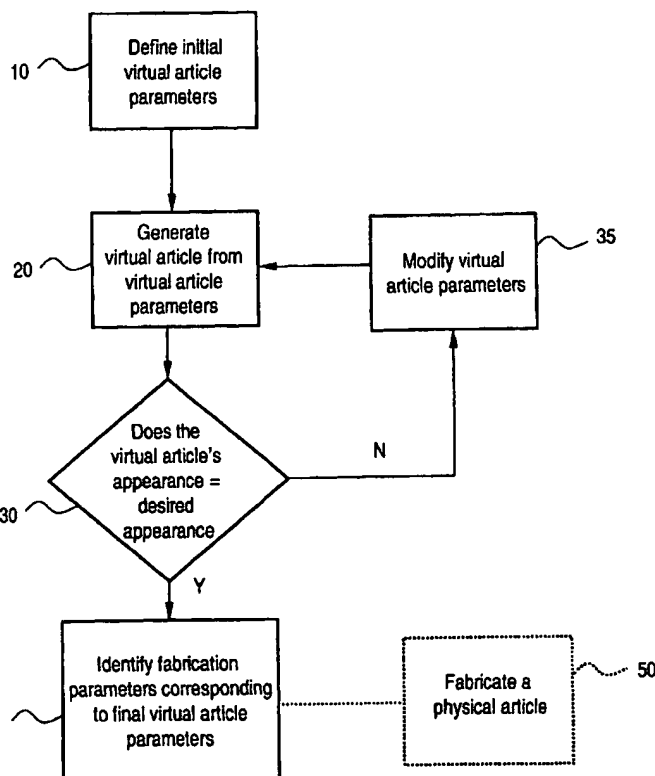 10
Define initial
virtual article
parameters
20
Generate
virtual article from
virtual article
parameters
35
Modify virtual
article parameters
30
Does the
virtual article's
appearance =
desired
appearance
N
Y
Identify fabrication
parameters corresponding
to final virtual article
parameters
Fabricate a
physical article
50